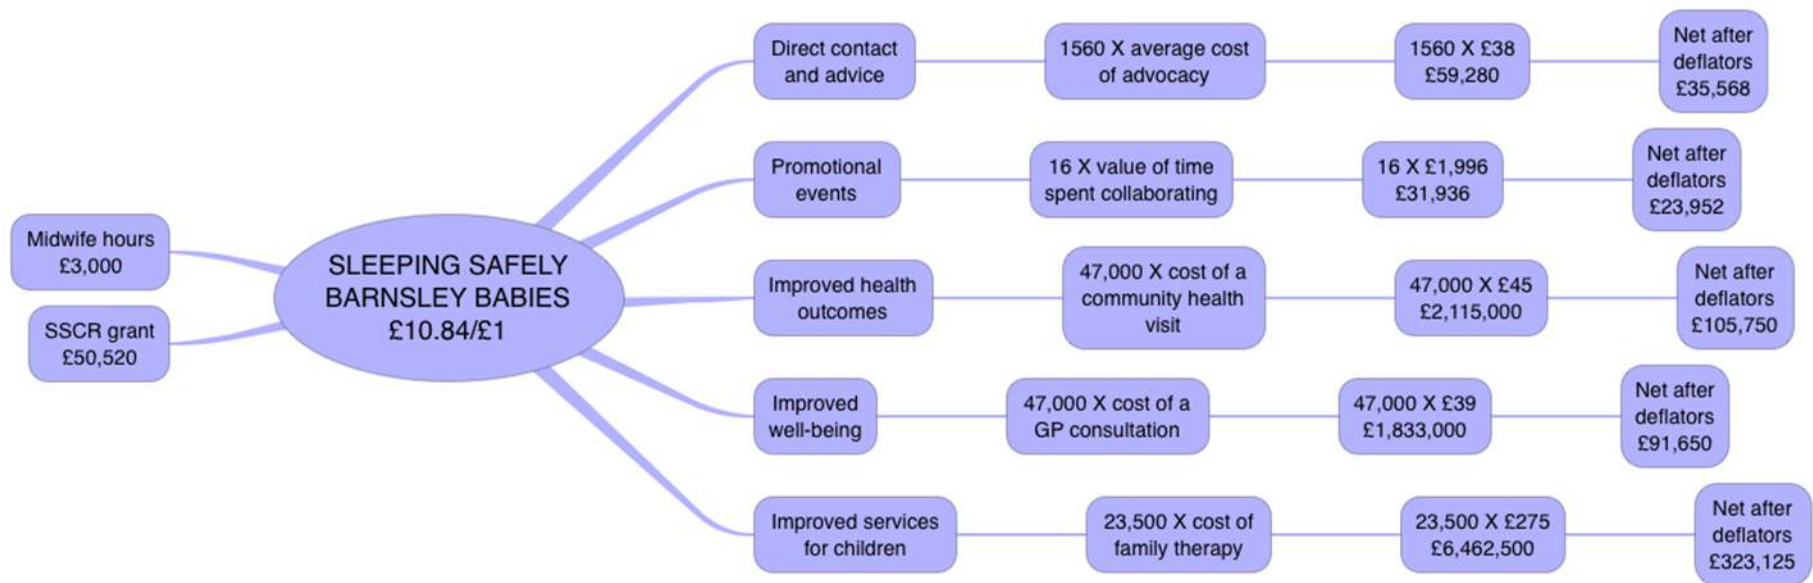 Midwife hours
£3,000
SSCR grant
£50,520
SLEEPING SAFELY
BARNSLEY BABIES
£10.84/£1
Direct contact
and advice
1560 X average cost
of advocacy
1560 X £38
£59,280
Net after
deflators
£35,568
Promotional
events
16 X value of time
spent collaborating
16 X £1,996
£31,936
Net after
deflators
£23,952
Improved health
outcomes
47,000 X cost of a
community health
visit
47,000 X £45
£2,115,000
Net after
deflators
£105,750
Improved
well-being
47,000 X cost of a
GP consultation
47,000 X £39
£1,833,000
Net after
deflators
£91,650
Improved services
for children
23,500 X cost of
family therapy
23,500 X £275
£6,462,500
Net after
deflators
£323,125